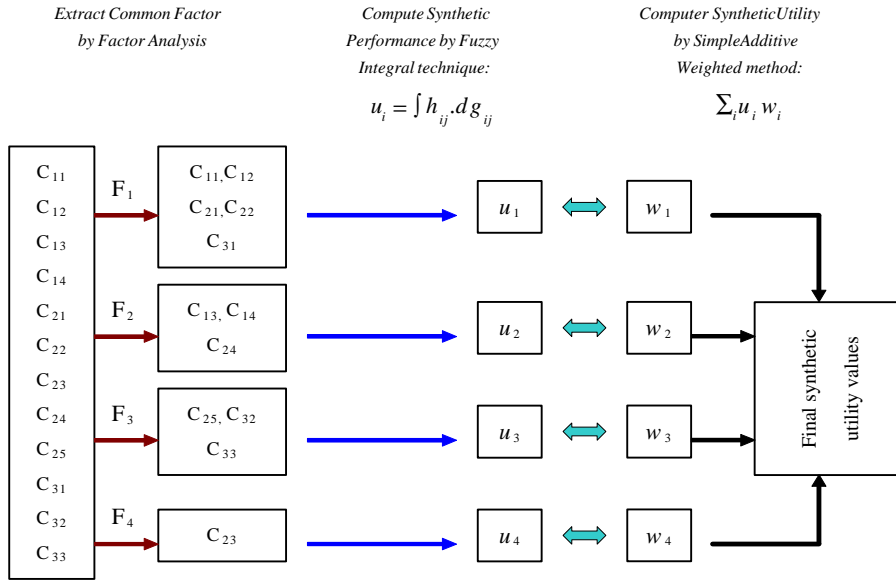 Extract Common Factor
by Factor Analysis
Compute Synthetic
Performance by Fuzzy
Integral technique:
u_i = ∫ h_ij . d g_ij
Computer SyntheticUtility
by SimpleAdditive
Weighted method:
∑_i u_i w_i
C₁₁
C₁₂
C₁₃
C₁₄
C₂₁
C₂₂
C₂₃
C₂₄
C₂₅
C₃₁
C₃₂
C₃₃
F₁
C₁₁,C₁₂
C₂₁,C₂₂
C₃₁
u₁
w₁
F₂
C₁₃, C₁₄
C₂₄
u₂
w₂
F₃
C₂₅, C₃₂
C₃₃
u₃
w₃
F₄
C₂₃
u₄
w₄
Final synthetic
utility values